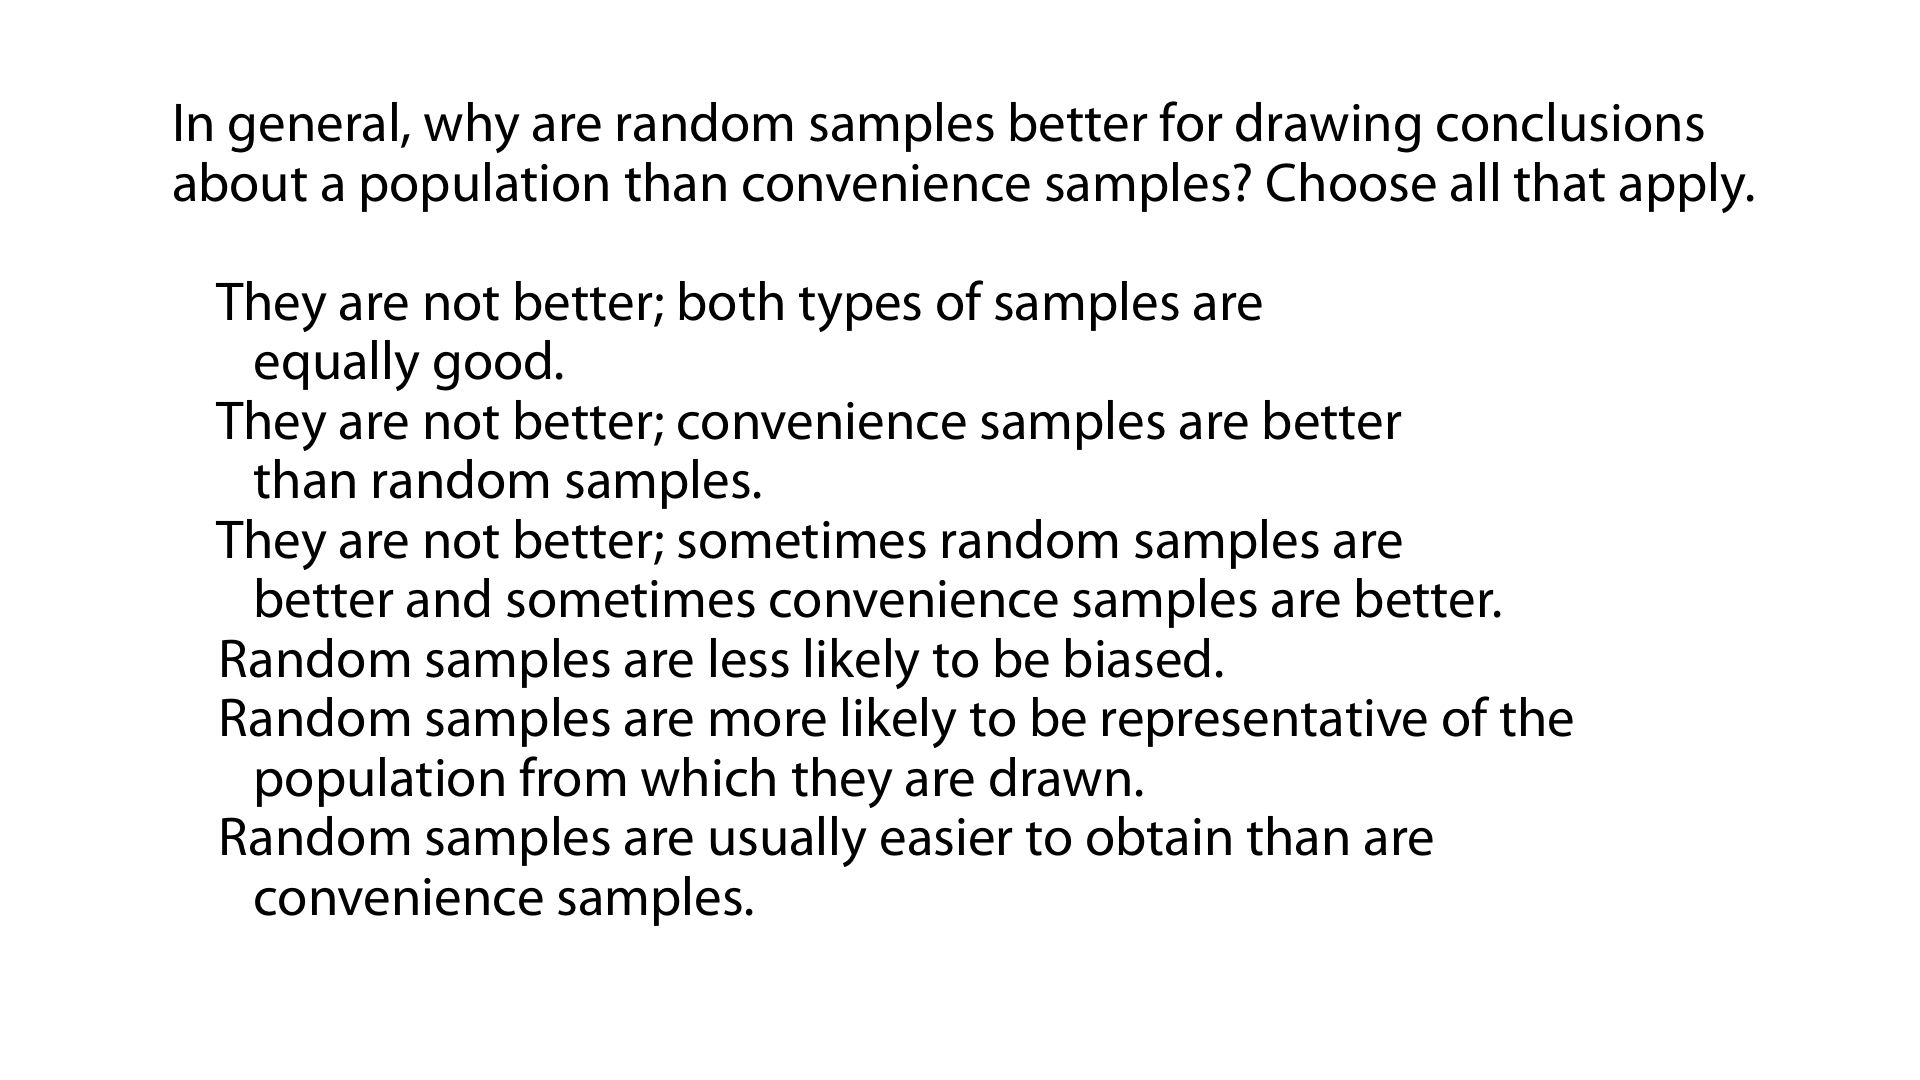 In general, why are random samples better for drawing conclusions
about a population than convenience samples? Choose all that apply.
They are not better; both types of samples are
equally good.
They are not better; convenience samples are better
than random samples.
They are not better; sometimes random samples are
better and sometimes convenience samples are better.
Random samples are less likely to be biased.
Random samples are more likely to be representative of the
population from which they are drawn.
Random samples are usually easier to obtain than are
convenience samples.